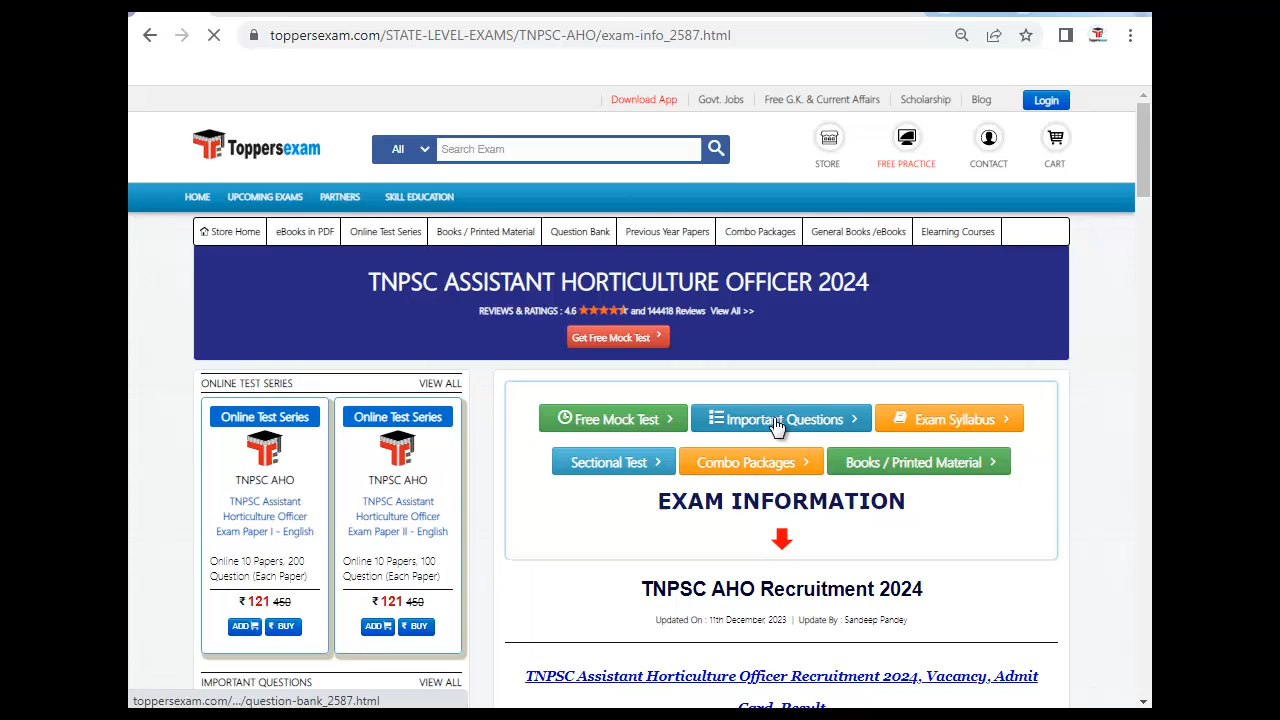 toppersexam.com/STATE-LEVEL-EXAMS/TNPSC-AHO/exam-info_2587.html
Download App Govt. Jobs Free G.K. & Current Affairs Scholarship Blog Login
Toppersexam
All Search Exam
STORE FREE PRACTICE CONTACT CART
HOME UPCOMING EXAMS PARTNERS SKILL EDUCATION
Store Home eBooks in PDF Online Test Series Books / Printed Material Question Bank Previous Year Papers Combo Packages General Books /eBooks Elearning Courses
TNPSC ASSISTANT HORTICULTURE OFFICER 2024
REVIEWS & RATINGS : 4.6 and 144418 Reviews View All >>
Get Free Mock Test
ONLINE TEST SERIES VIEW ALL
Online Test Series
TNPSC AHO
TNPSC Assistant
Horticulture Officer
Exam Paper I - English
Online 10 Papers, 200
Question (Each Paper)
₹ 121 450
ADD ₹ BUY
Online Test Series
TNPSC AHO
TNPSC Assistant
Horticulture Officer
Exam Paper II - English
Online 10 Papers, 100
Question (Each Paper)
₹ 121 450
ADD ₹ BUY
IMPORTANT QUESTIONS VIEW ALL
Free Mock Test Important Questions Exam Syllabus
Sectional Test Combo Packages Books / Printed Material
EXAM INFORMATION
TNPSC AHO Recruitment 2024
Updated On : 11th December, 2023 | Update By : Sandeep Pandey
TNPSC Assistant Horticulture Officer Recruitment 2024, Vacancy, Admit
Card, Result
toppersexam.com/.../question-bank_2587.html